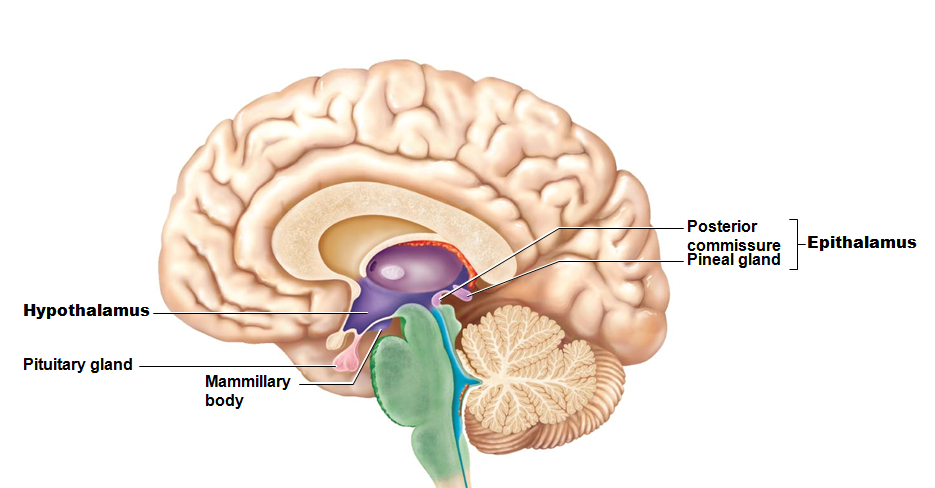 Posterior
commissure
Pineal gland
Epithalamus
Hypothalamus
Pituitary gland
Mammillary
body